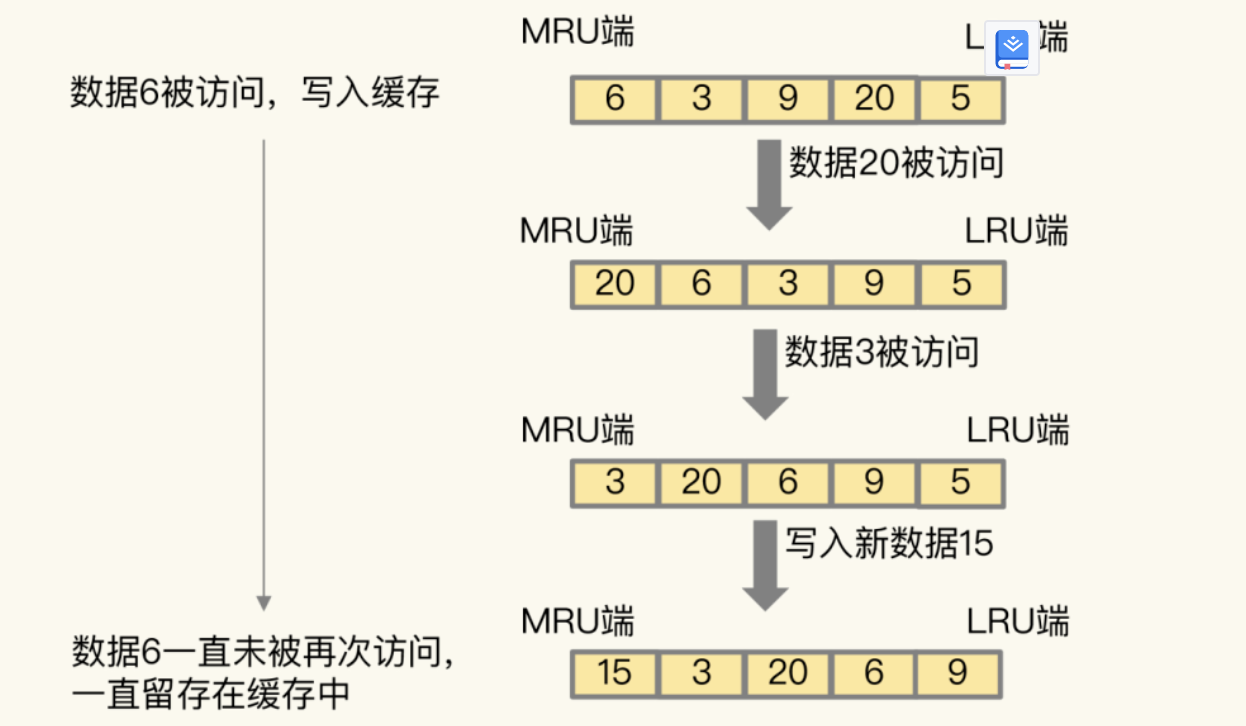 MRU端
端
数据6被访问，写入缓存
6 3 9 20 5
数据20被访问
MRU端 LRU端
20 6 3 9 5
数据3被访问
MRU端 LRU端
3 20 6 9 5
写入新数据15
MRU端 LRU端
15 3 20 6 9
数据6一直未被再次访问，
一直留存在缓存中